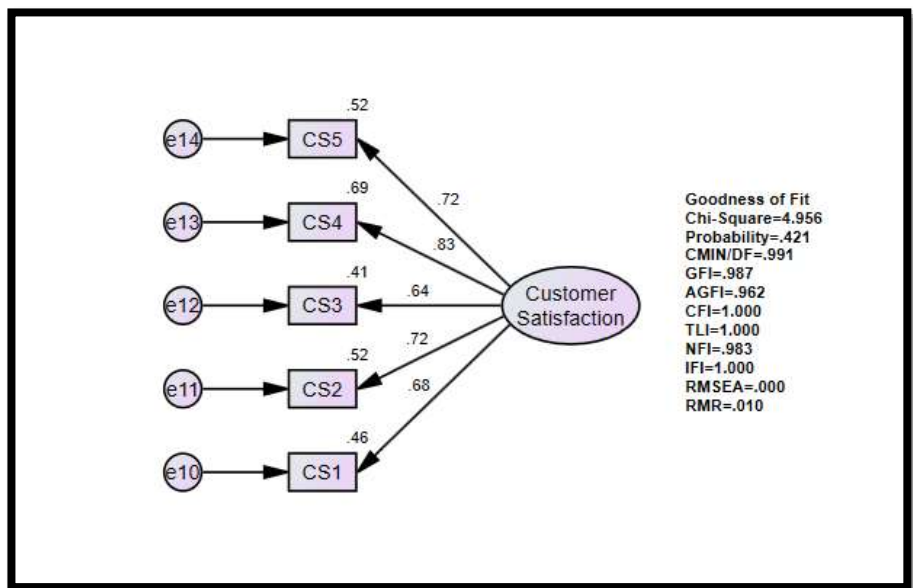 .52
e14
CS5
.72
.69
e13
CS4
.83
.41
e12
CS3
.64
Customer
Satisfaction
.52
e11
CS2
.72
.46
e10
CS1
.68
Goodness of Fit
Chi-Square=4.956
Probability=.421
CMIN/DF=.991
GFI=.987
AGFI=.962
CFI=1.000
TLI=1.000
NFI=.983
IFI=1.000
RMSEA=.000
RMR=.010